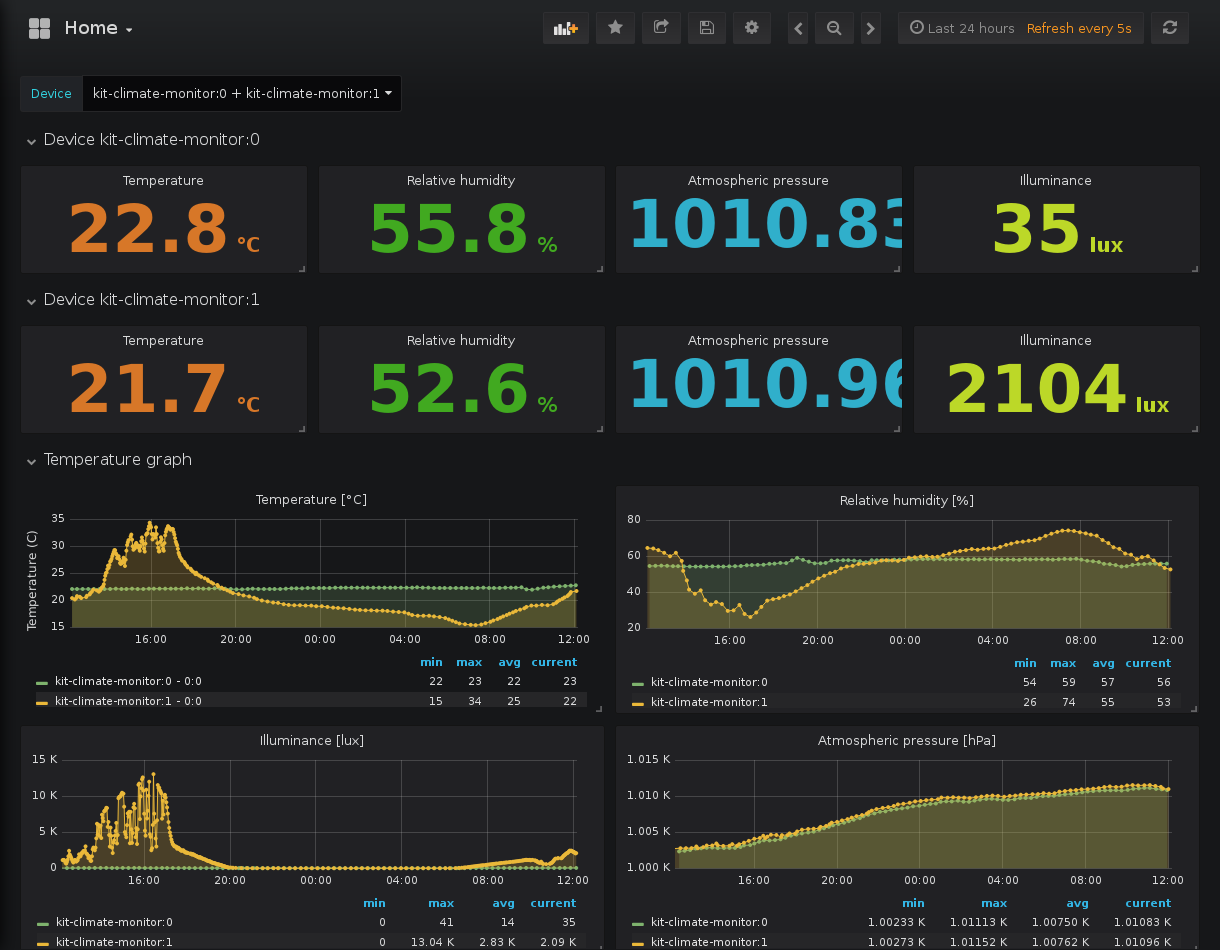 Home
Last 24 hours Refresh every 5s
Device kit-climate-monitor:0 + kit-climate-monitor:1
Device kit-climate-monitor:0
Temperature Relative humidity Atmospheric pressure Illuminance
22.8 °C 55.8 % 1010.83 35 lux
Device kit-climate-monitor:1
Temperature Relative humidity Atmospheric pressure Illuminance
21.7 °C 52.6 % 1010.96 2104 lux
Temperature graph
Temperature [°C]
Temperature (C)
35
30
25
20
15
16:00 20:00 00:00 04:00 08:00 12:00
min max avg current
kit-climate-monitor:0 - 0:0 22 23 22 23
kit-climate-monitor:1 - 0:0 15 34 25 22
Relative humidity [%]
80
60
40
20
16:00 20:00 00:00 04:00 08:00 12:00
min max avg current
kit-climate-monitor:0 54 59 57 56
kit-climate-monitor:1 26 74 55 53
Illuminance [lux]
15 K
10 K
5 K
0
16:00 20:00 00:00 04:00 08:00 12:00
min max avg current
kit-climate-monitor:0 0 41 14 35
kit-climate-monitor:1 0 13.04 K 2.83 K 2.09 K
Atmospheric pressure [hPa]
1.015 K
1.010 K
1.005 K
1.000 K
16:00 20:00 00:00 04:00 08:00 12:00
min max avg current
kit-climate-monitor:0 1.00233 K 1.01113 K 1.00750 K 1.01083 K
kit-climate-monitor:1 1.00273 K 1.01152 K 1.00762 K 1.01096 K